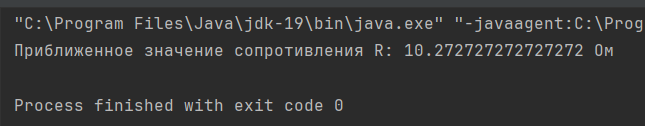 "C:\Program Files\Java\jdk-19\bin\java.exe" "-javaagent:C:\Prog
Приближенное значение сопротивления R: 10.272727272727272 Ом
Process finished with exit code 0